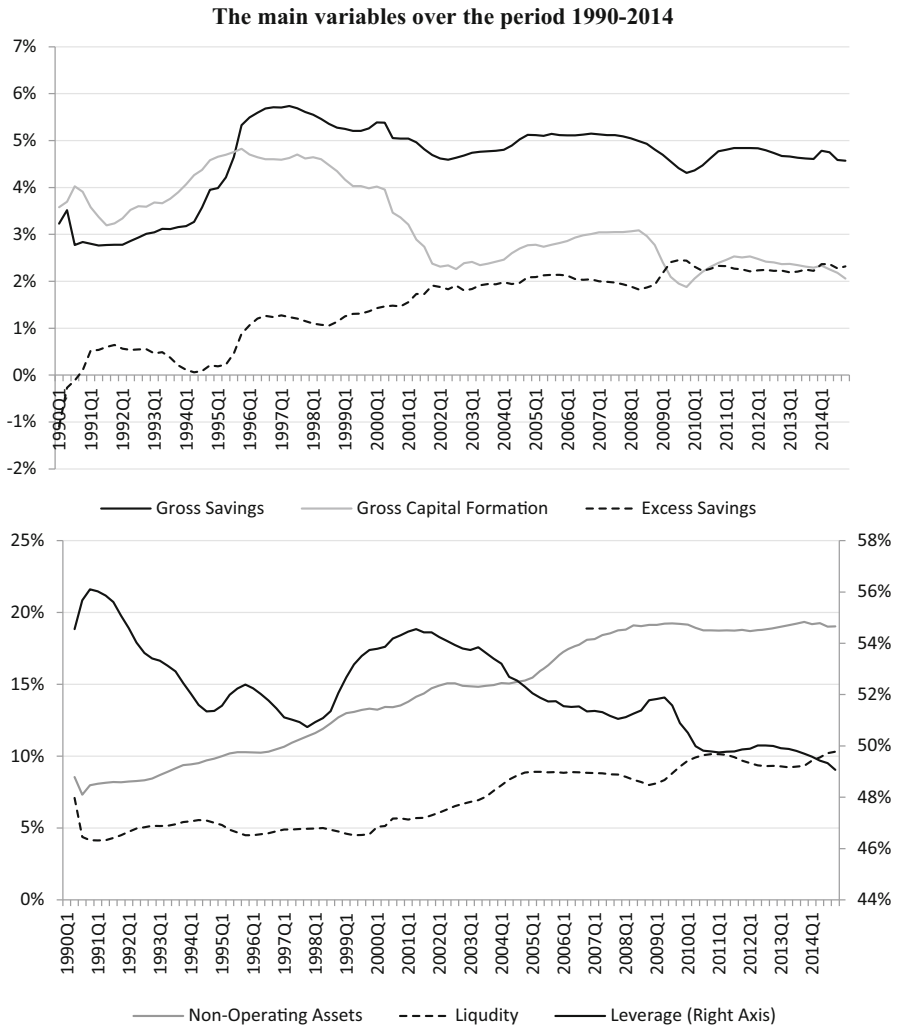 The main variables over the period 1990-2014
7%
6%
5%
4%
3%
2%
1%
0%
-1%
-2%
1990Q1
1991Q1
1992Q1
1993Q1
1994Q1
1995Q1
1996Q1
1997Q1
1998Q1
1999Q1
2000Q1
2001Q1
2002Q1
2003Q1
2004Q1
2005Q1
2006Q1
2007Q1
2008Q1
2009Q1
2010Q1
2011Q1
2012Q1
2013Q1
2014Q1
Gross Savings Gross Capital Formation Excess Savings
25%
20%
15%
10%
5%
0%
58%
56%
54%
52%
50%
48%
46%
44%
1990Q1
1991Q1
1992Q1
1993Q1
1994Q1
1995Q1
1996Q1
1997Q1
1998Q1
1999Q1
2000Q1
2001Q1
2002Q1
2003Q1
2004Q1
2005Q1
2006Q1
2007Q1
2008Q1
2009Q1
2010Q1
2011Q1
2012Q1
2013Q1
2014Q1
Non-Operating Assets Liqudity Leverage (Right Axis)